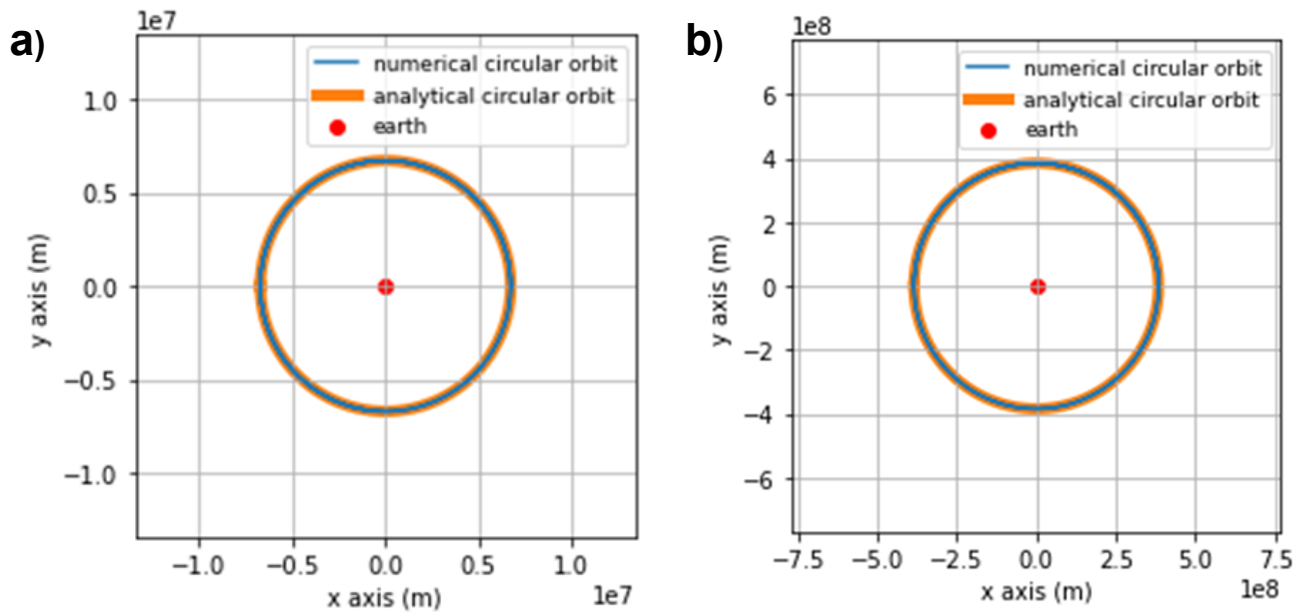 a)
1e7
numerical circular orbit
analytical circular orbit
earth
1.0
0.5
0.0
−0.5
−1.0
y axis (m)
−1.0 −0.5 0.0 0.5 1.0
x axis (m)
1e7
b)
1e8
numerical circular orbit
analytical circular orbit
earth
6
4
2
0
−2
−4
−6
y axis (m)
−7.5 −5.0 −2.5 0.0 2.5 5.0 7.5
x axis (m)
1e8